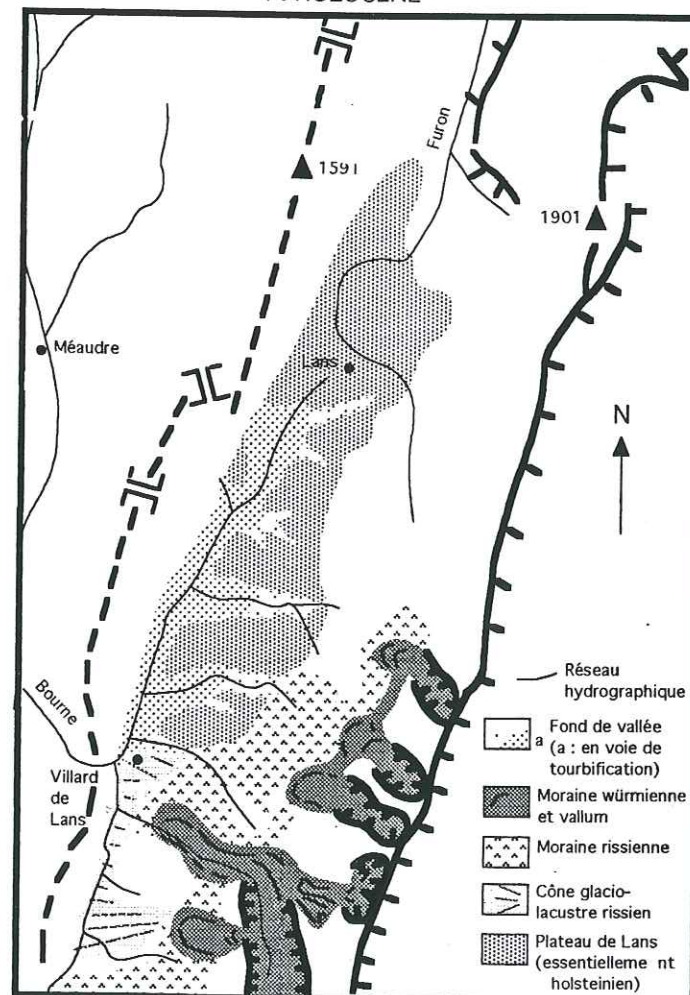 Furon
1591
1901
Méaudre
Lans
N
Bourne
Villard
de
Lans
Réseau
hydrographique
a Fond de vallée
(a : en voie de
tourbification)
Moraine würmienne
et vallum
Moraine rissienne
Cône glacio-
lacustre rissien
Plateau de Lans
(essentielleme nt
holsteinien)